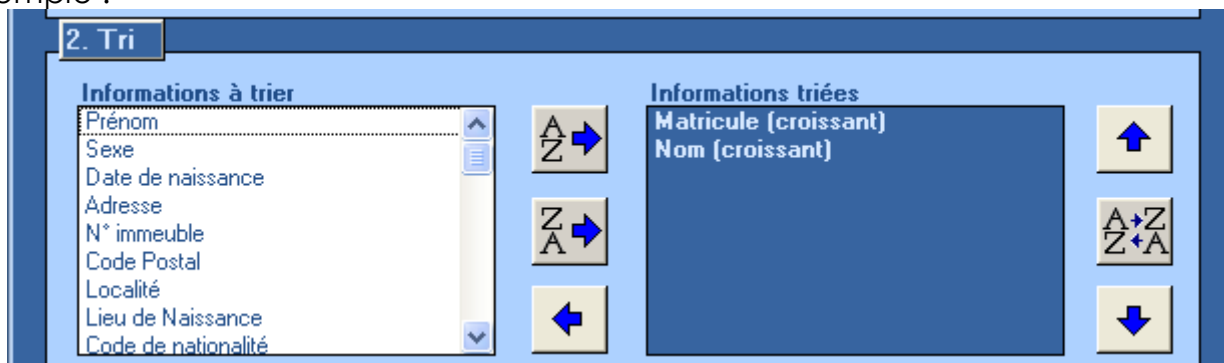 2. Tri
Informations à trier
Prénom
Sexe
Date de naissance
Adresse
N° immeuble
Code Postal
Localité
Lieu de Naissance
Code de nationalité
A
Z
Z
A
Informations triées
Matricule (croissant)
Nom (croissant)
A Z
Z A